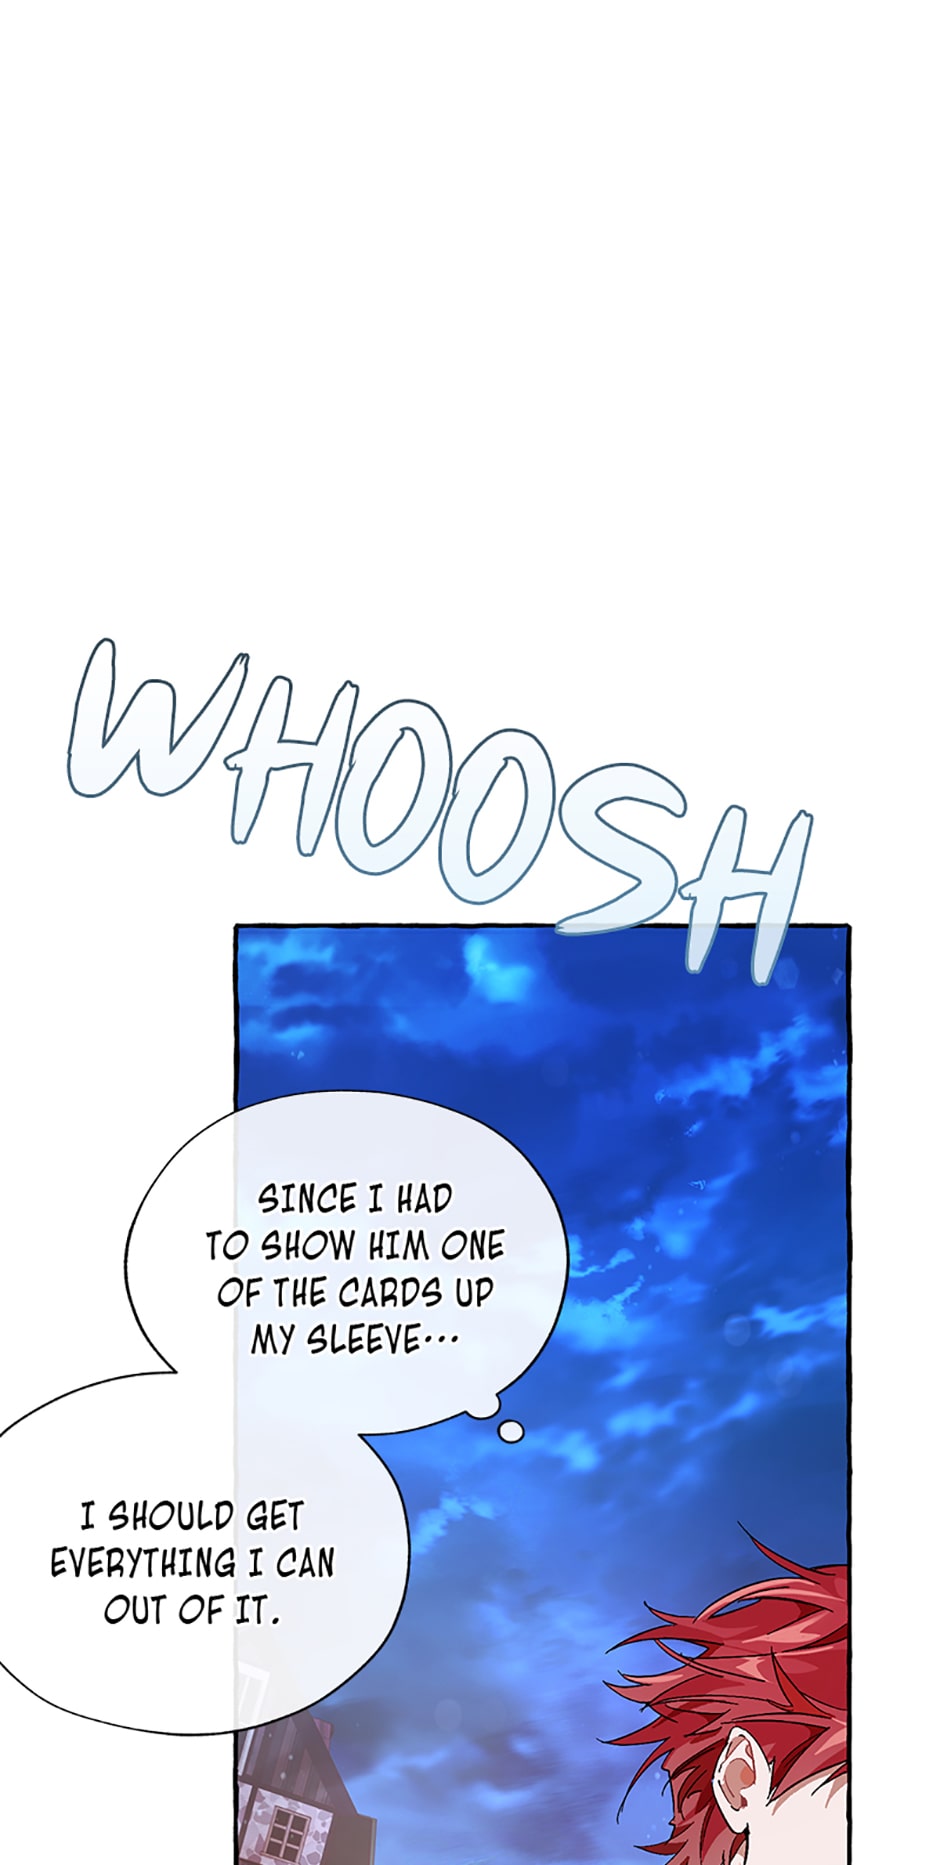 WHOOSH
SINCE I HAD
TO SHOW HIM ONE
OF THE CARDS UP
MY SLEEVE...
I SHOULD GET
EVERYTHING I CAN
OUT OF IT.